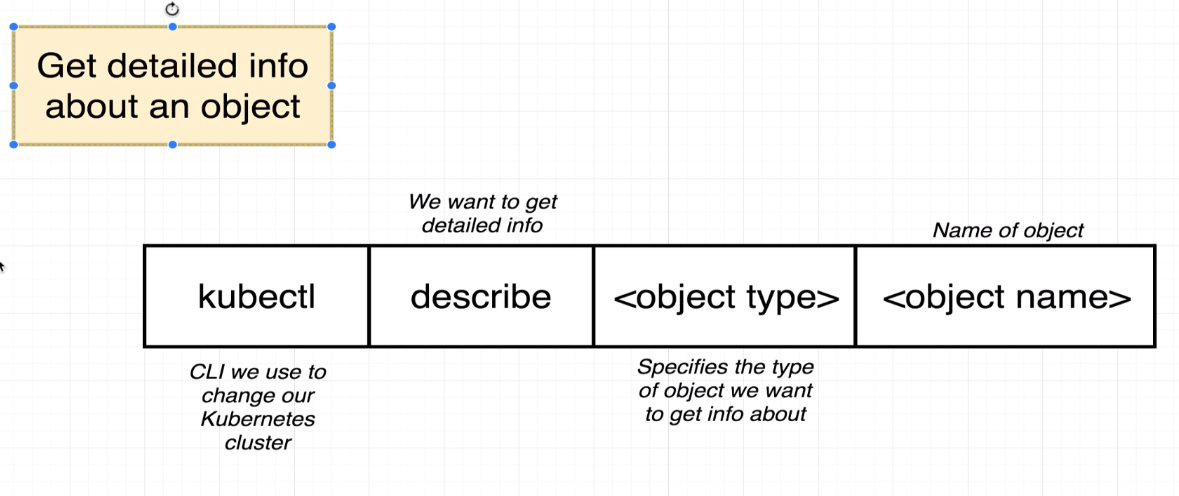 Get detailed info
about an object
We want to get
detailed info
Name of object
kubectl
describe
<object type>
<object name>
CLI we use to
change our
Kubernetes
cluster
Specifies the type
of object we want
to get info about